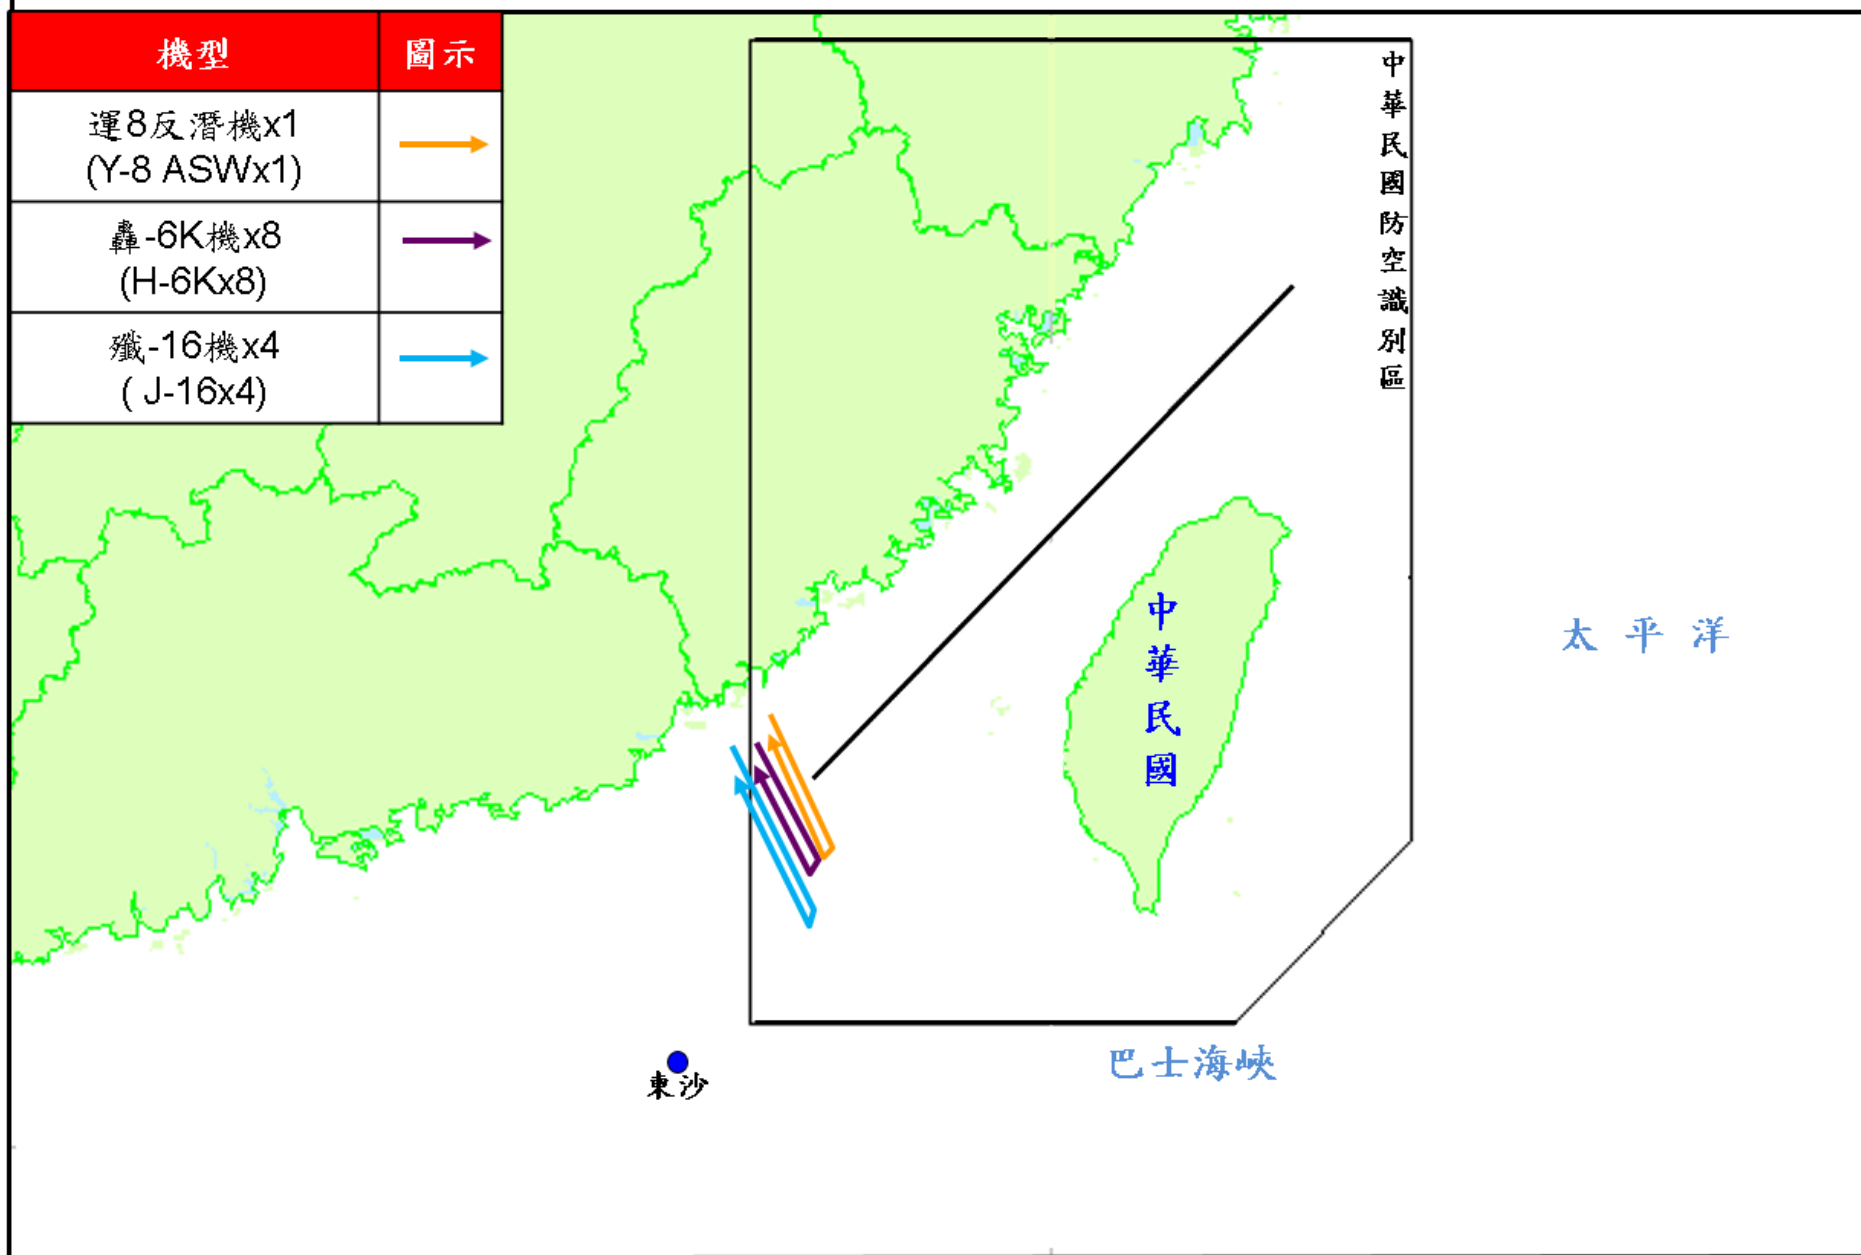 機型
圖示
運8反潛機x1
(Y-8 ASWx1)
轟-6K機x8
(H-6Kx8)
殲-16機x4
( J-16x4)
中華民國防空識別區
中華民國
太平洋
巴士海峽
東沙